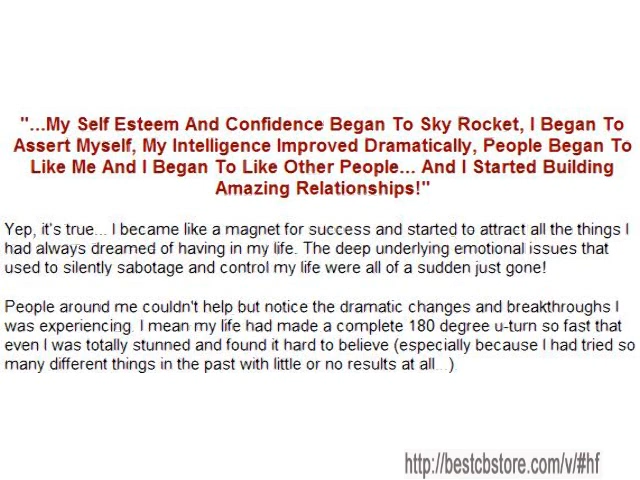 "...My Self Esteem And Confidence Began To Sky Rocket, I Began To
Assert Myself, My Intelligence Improved Dramatically, People Began To
Like Me And I Began To Like Other People... And I Started Building
Amazing Relationships!"
Yep, it's true... I became like a magnet for success and started to attract all the things I
had always dreamed of having in my life. The deep underlying emotional issues that
used to silently sabotage and control my life were all of a sudden just gone!
People around me couldn't help but notice the dramatic changes and breakthroughs I
was experiencing. I mean my life had made a complete 180 degree u-turn so fast that
even I was totally stunned and found it hard to believe (especially because I had tried so
many different things in the past with little or no results at all...).
http://bestcbstore.com/v/#hf